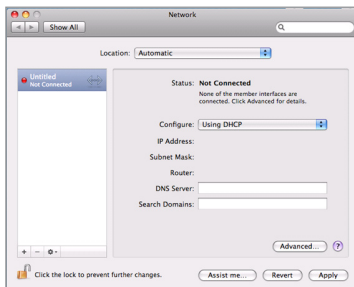 Network
Show All
Location: Automatic
Untitled
Not Connected
Status: Not Connected
None of the member interfaces are
connected. Click Advanced for details.
Configure: Using DHCP
IP Address:
Subnet Mask:
Router:
DNS Server:
Search Domains:
Advanced... ?
+ −
Click the lock to prevent further changes.
Assist me... Revert Apply